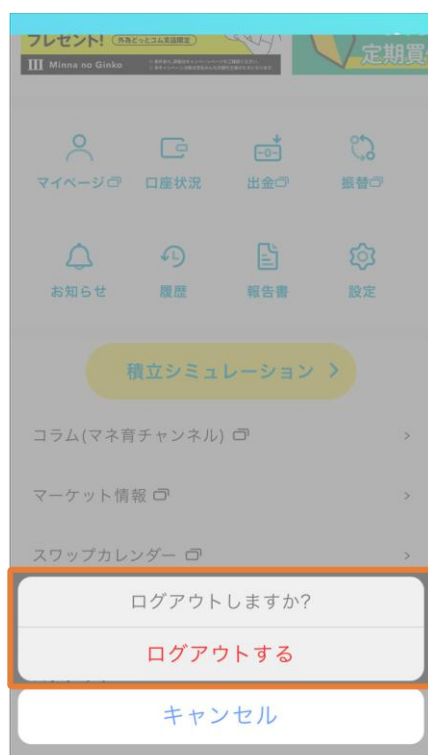 プレゼント!
外為どっとコム支店限定
Minna no Ginko
定期買
マイページ
口座状況
出金
振替
お知らせ
履歴
報告書
設定
積立シミュレーション
コラム(マネ育チャンネル)
マーケット情報
スワップカレンダー
ログアウトしますか?
ログアウトする
キャンセル